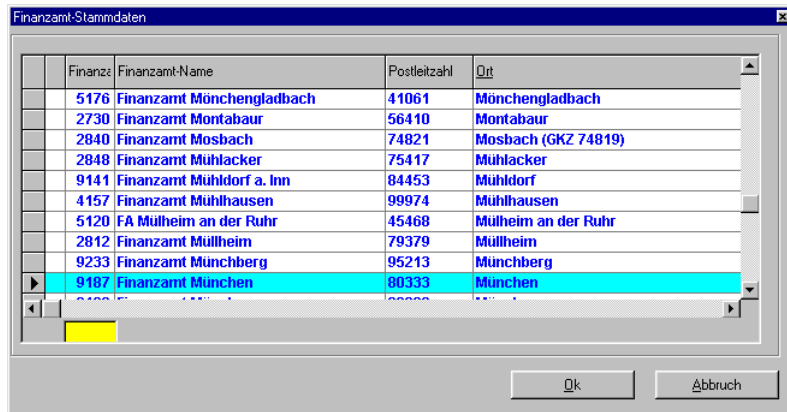 Finanzamt-Stammdaten
Finanza Finanzamt-Name Postleitzahl Ort
5176 Finanzamt Mönchengladbach 41061 Mönchengladbach
2730 Finanzamt Montabaur 56410 Montabaur
2840 Finanzamt Mosbach 74821 Mosbach (GKZ 74819)
2848 Finanzamt Mühlacker 75417 Mühlacker
9141 Finanzamt Mühldorf a. Inn 84453 Mühldorf
4157 Finanzamt Mühlhausen 99974 Mühlhausen
5120 FA Mülheim an der Ruhr 45468 Mülheim an der Ruhr
2812 Finanzamt Müllheim 79379 Müllheim
9233 Finanzamt Münchberg 95213 Münchberg
9187 Finanzamt München 80333 München
Ok Abbruch